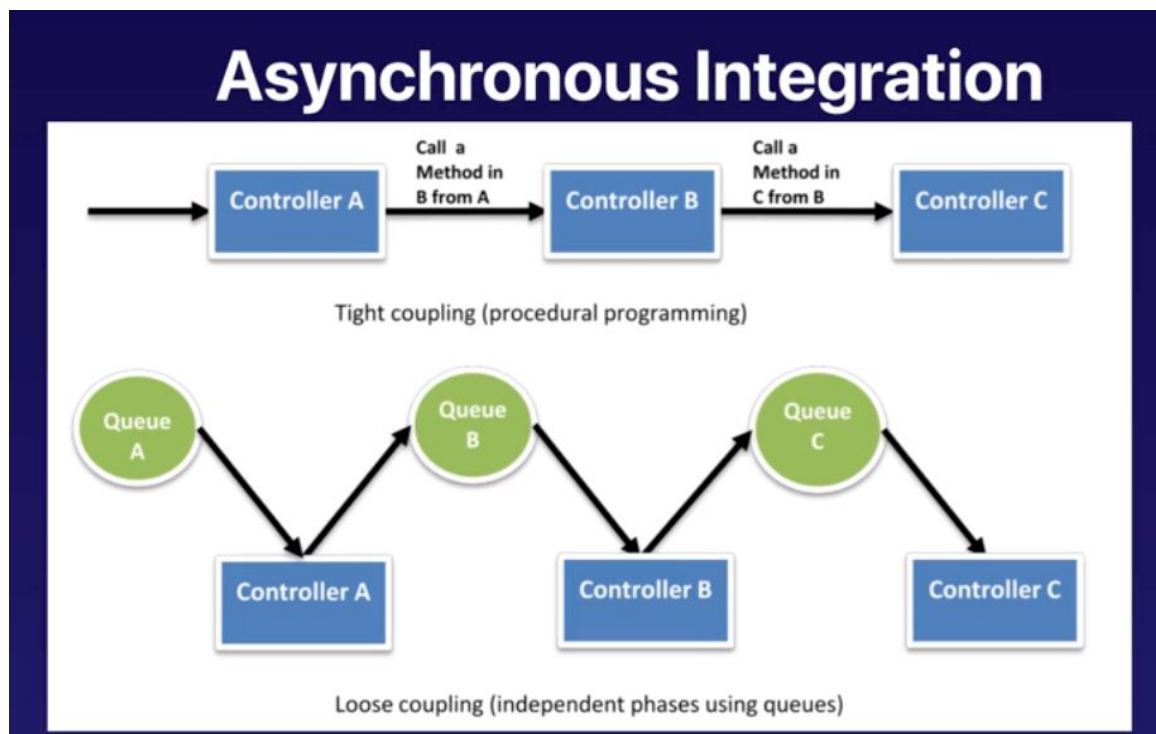 Asynchronous Integration
Call a
Method in
B from A
Call a
Method in
C from B
Controller A
Controller B
Controller C
Tight coupling (procedural programming)
Queue
A
Queue
B
Queue
C
Controller A
Controller B
Controller C
Loose coupling (independent phases using queues)